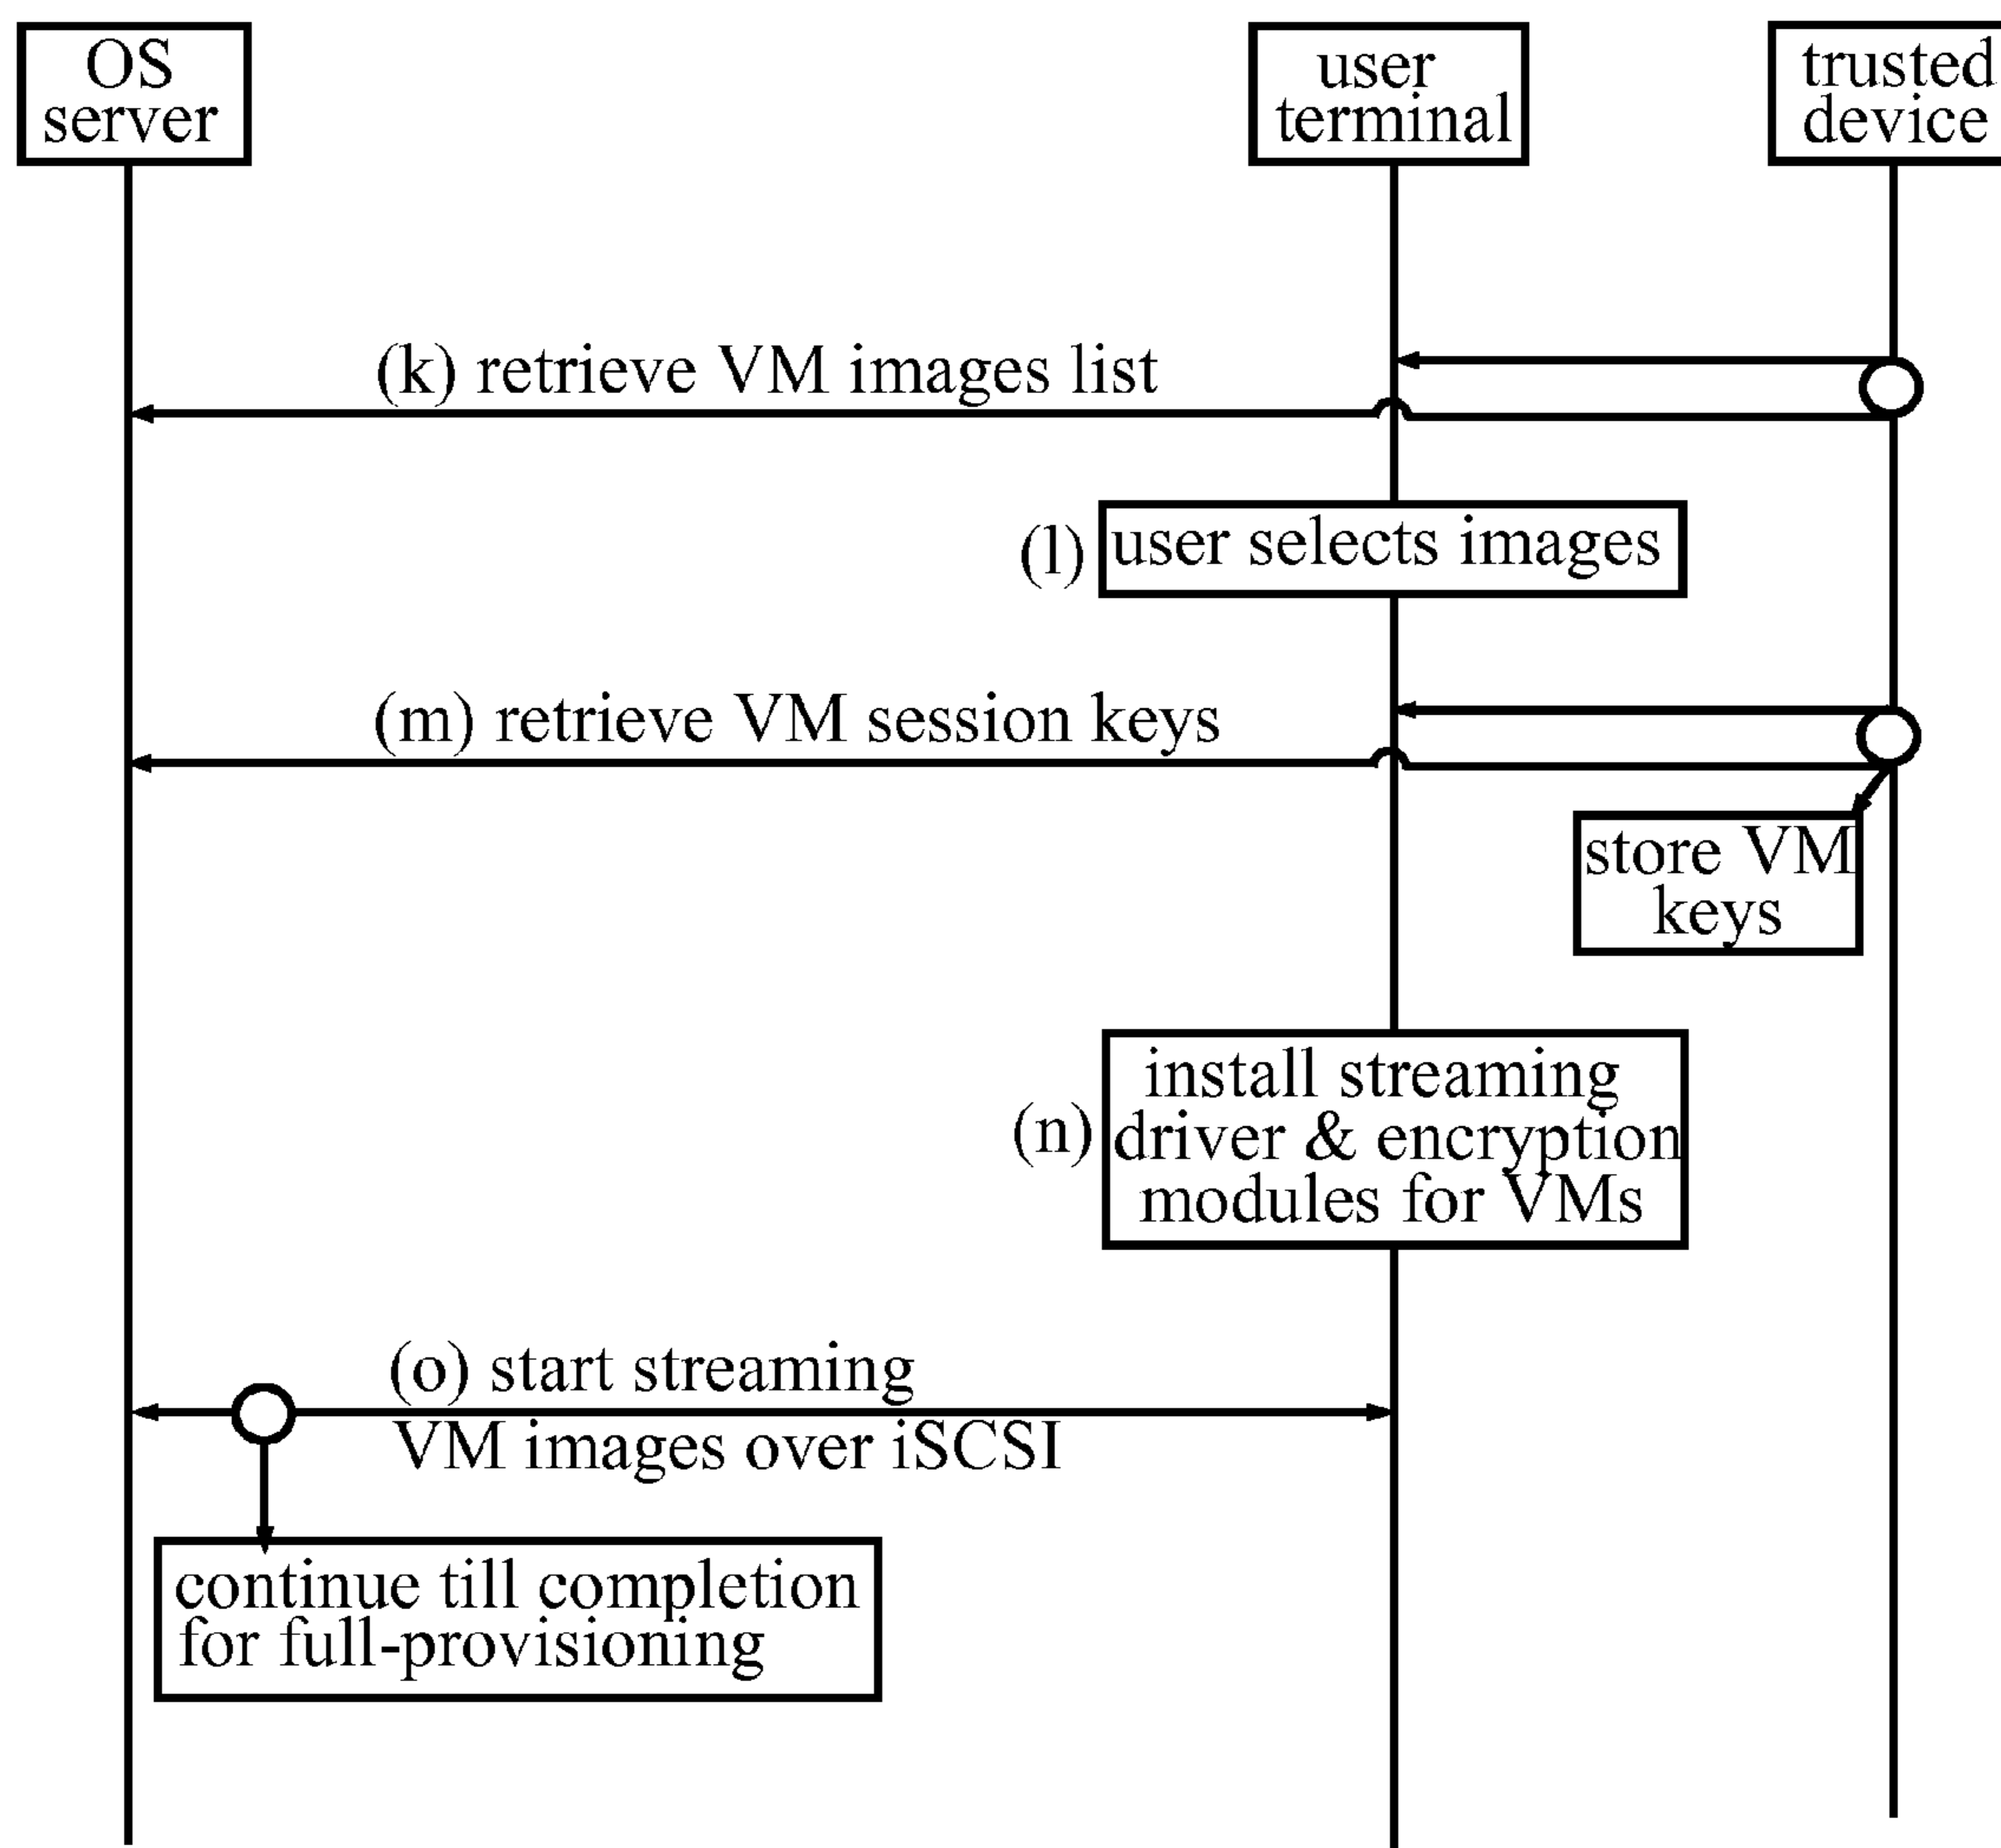 OS
server
user
terminal
trusted
device
(k) retrieve VM images list
(l) user selects images
(m) retrieve VM session keys
store VM
keys
install streaming
(n) driver & encryption
modules for VMs
(o) start streaming
VM images over iSCSI
continue till completion
for full-provisioning